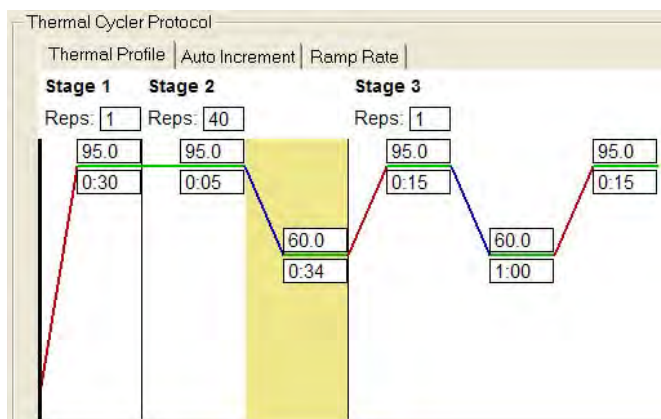 Thermal Cycler Protocol
Thermal Profile Auto Increment Ramp Rate
Stage 1 Stage 2 Stage 3
Reps: 1 Reps: 40 Reps: 1
95.0 95.0 95.0 95.0
0:30 0:05 0:15 0:15
60.0 60.0
0:34 1:00